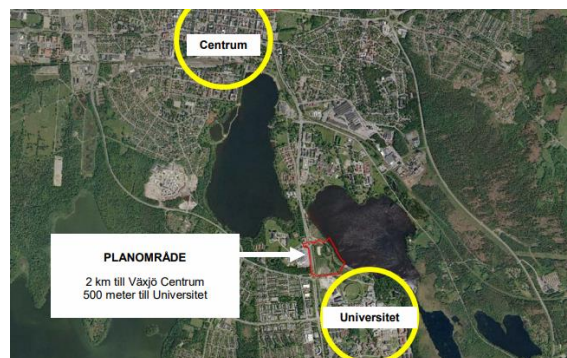 Centrum
PLANOMRÅDE
2 km till Växjö Centrum
500 meter till Universitet
Universitet